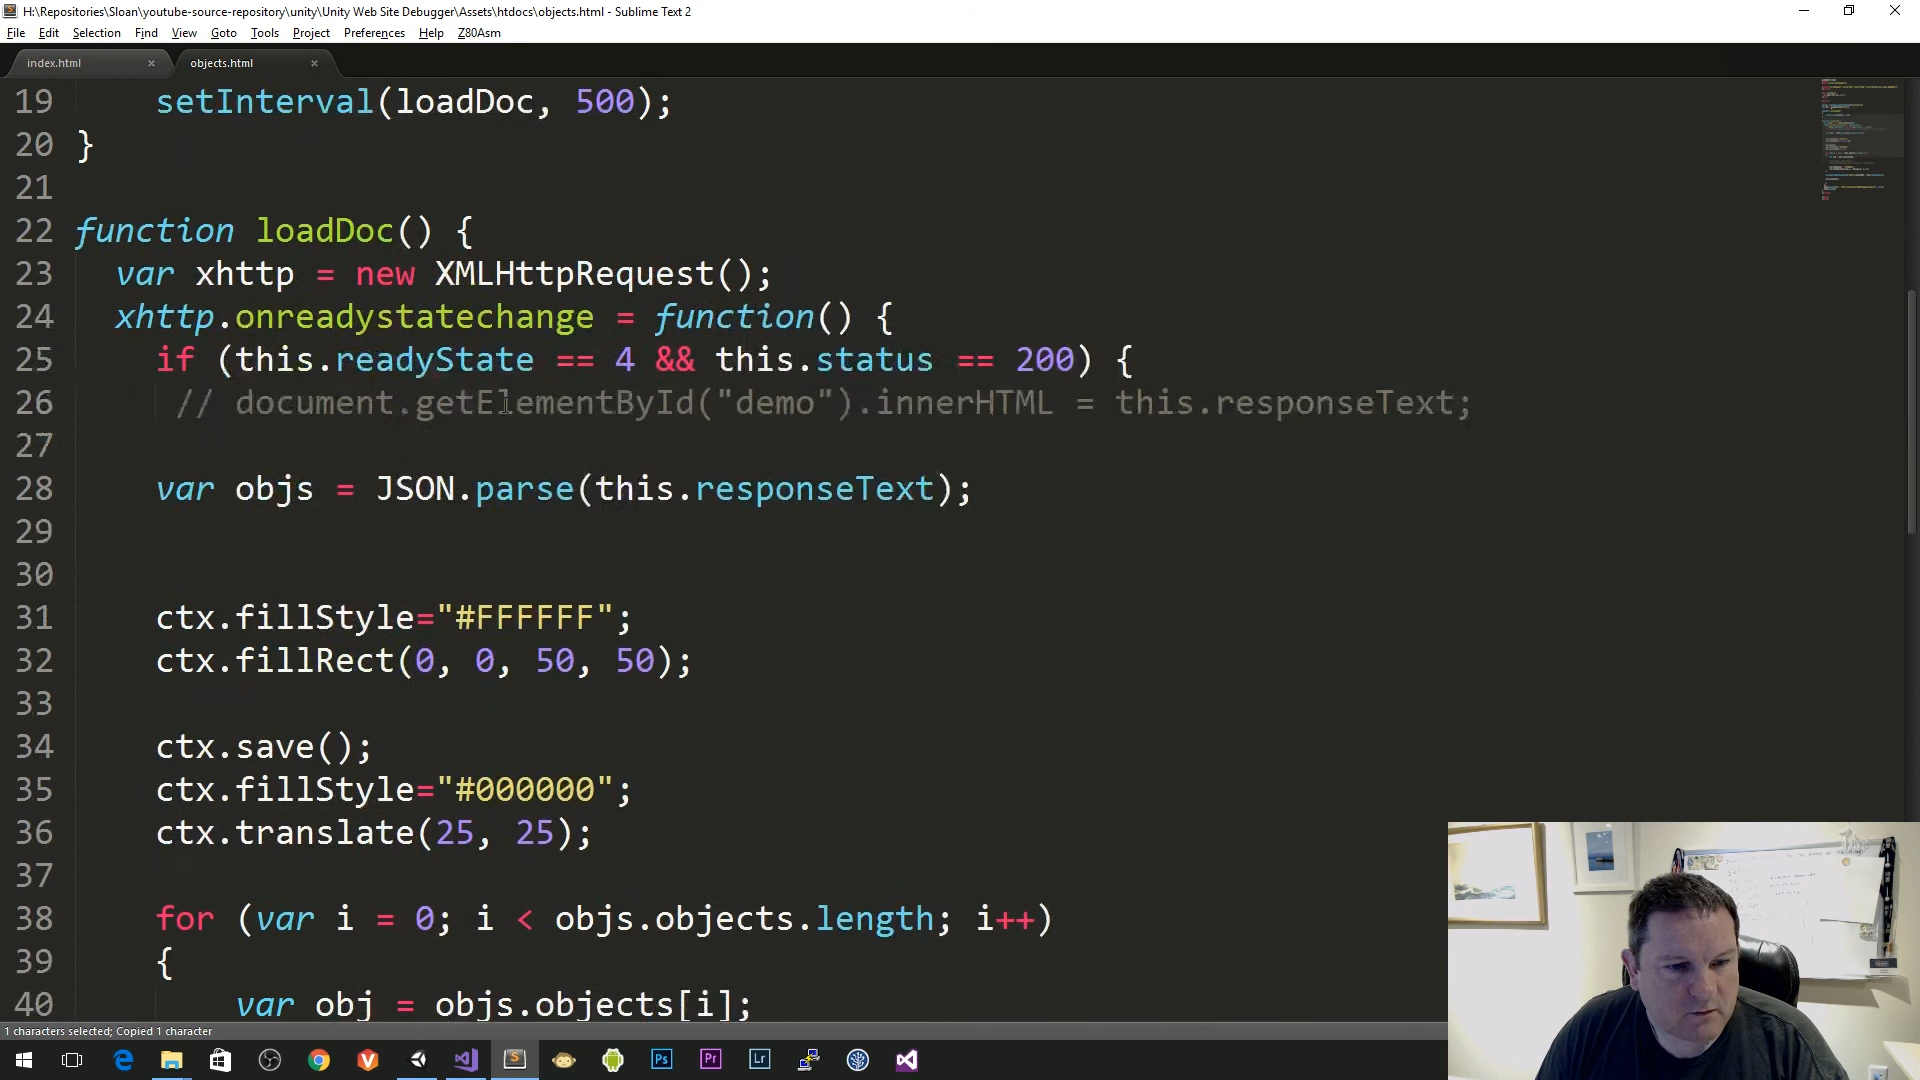 H:\Repositories\Sloan\youtube-source-repository\unity\Unity Web Site Debugger\Assets\htdocs\objects.html - Sublime Text 2
File Edit Selection Find View Goto Tools Project Preferences Help Z80Asm
index.html × objects.html ×
19 setInterval(loadDoc, 500);
20 }
21
22 function loadDoc() {
23 var xhttp = new XMLHttpRequest();
24 xhttp.onreadystatechange = function() {
25 if (this.readyState == 4 && this.status == 200) {
26 // document.getElementById("demo").innerHTML = this.responseText;
27
28 var objs = JSON.parse(this.responseText);
29
30
31 ctx.fillStyle="#FFFFFF";
32 ctx.fillRect(0, 0, 50, 50);
33
34 ctx.save();
35 ctx.fillStyle="#000000";
36 ctx.translate(25, 25);
37
38 for (var i = 0; i < objs.objects.length; i++)
39 {
40 var obj = objs.objects[i];
1 characters selected; Copied 1 character
Ps Pr Lr